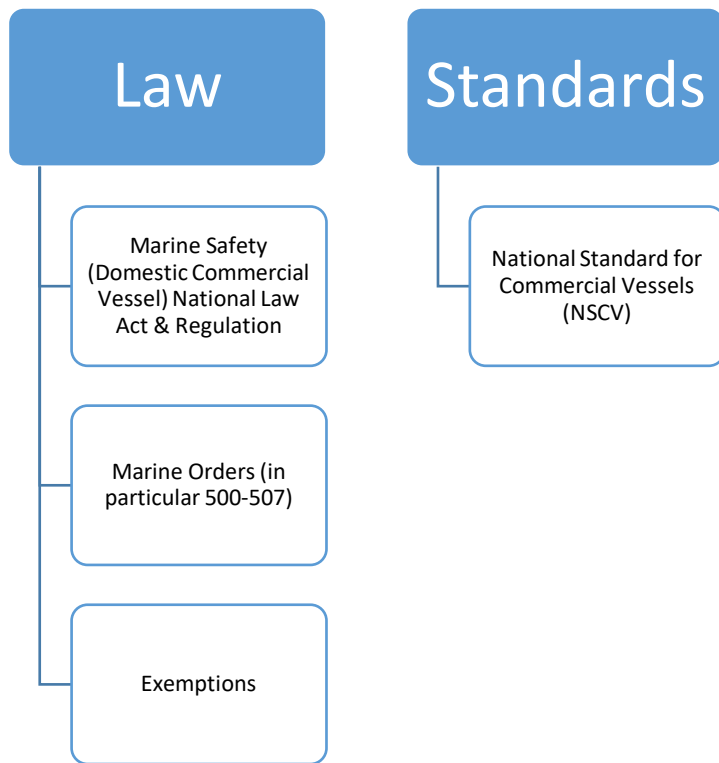 Law
Marine Safety
(Domestic Commercial
Vessel) National Law
Act & Regulation
Marine Orders (in
particular 500-507)
Exemptions
Standards
National Standard for
Commercial Vessels
(NSCV)